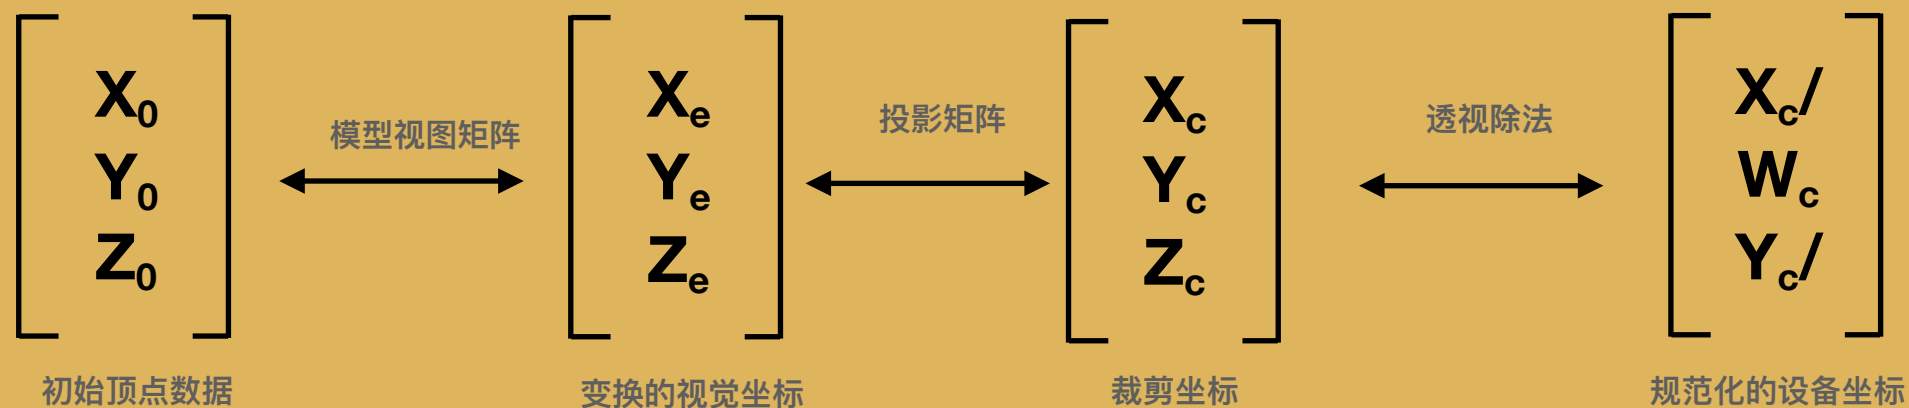 X0
Y0
Z0
初始顶点数据
模型视图矩阵
Xe
Ye
Ze
变换的视觉坐标
投影矩阵
Xc
Yc
Zc
裁剪坐标
透视除法
Xc/
Wc
Yc/
规范化的设备坐标